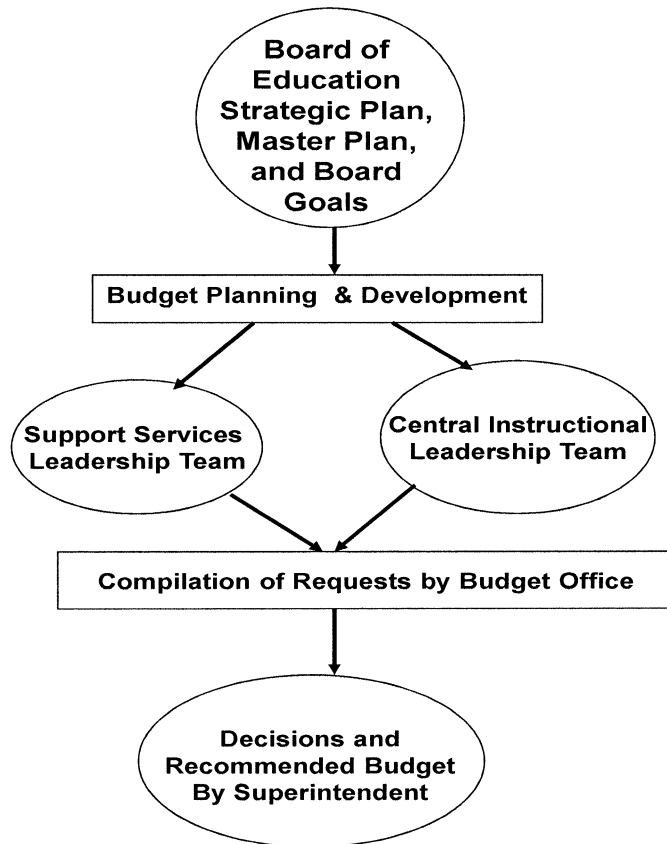 Board of
Education
Strategic Plan,
Master Plan,
and Board
Goals
Budget Planning & Development
Support Services
Leadership Team
Central Instructional
Leadership Team
Compilation of Requests by Budget Office
Decisions and
Recommended Budget
By Superintendent